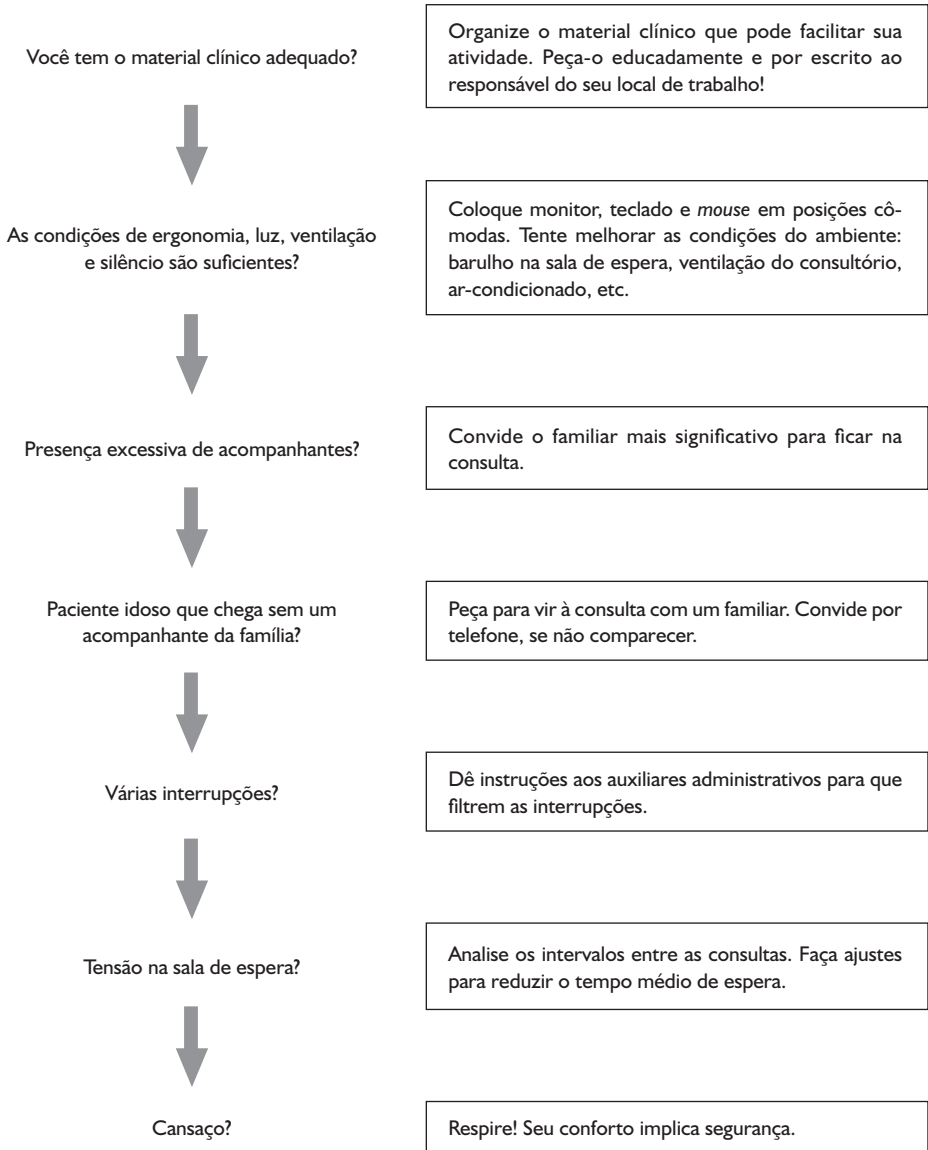 Você tem o material clínico adequado?
Organize o material clínico que pode facilitar sua
atividade. Peça-o educadamente e por escrito ao
responsável do seu local de trabalho!
As condições de ergonomia, luz, ventilação
e silêncio são suficientes?
Coloque monitor, teclado e mouse em posições cô-
modas. Tente melhorar as condições do ambiente:
barulho na sala de espera, ventilação do consultório,
ar-condicionado, etc.
Presença excessiva de acompanhantes?
Convide o familiar mais significativo para ficar na
consulta.
Paciente idoso que chega sem um
acompanhante da família?
Peça para vir à consulta com um familiar. Convide por
telefone, se não comparecer.
Várias interrupções?
Dê instruções aos auxiliares administrativos para que
filtrem as interrupções.
Tensão na sala de espera?
Analise os intervalos entre as consultas. Faça ajustes
para reduzir o tempo médio de espera.
Cansaço?
Respire! Seu conforto implica segurança.